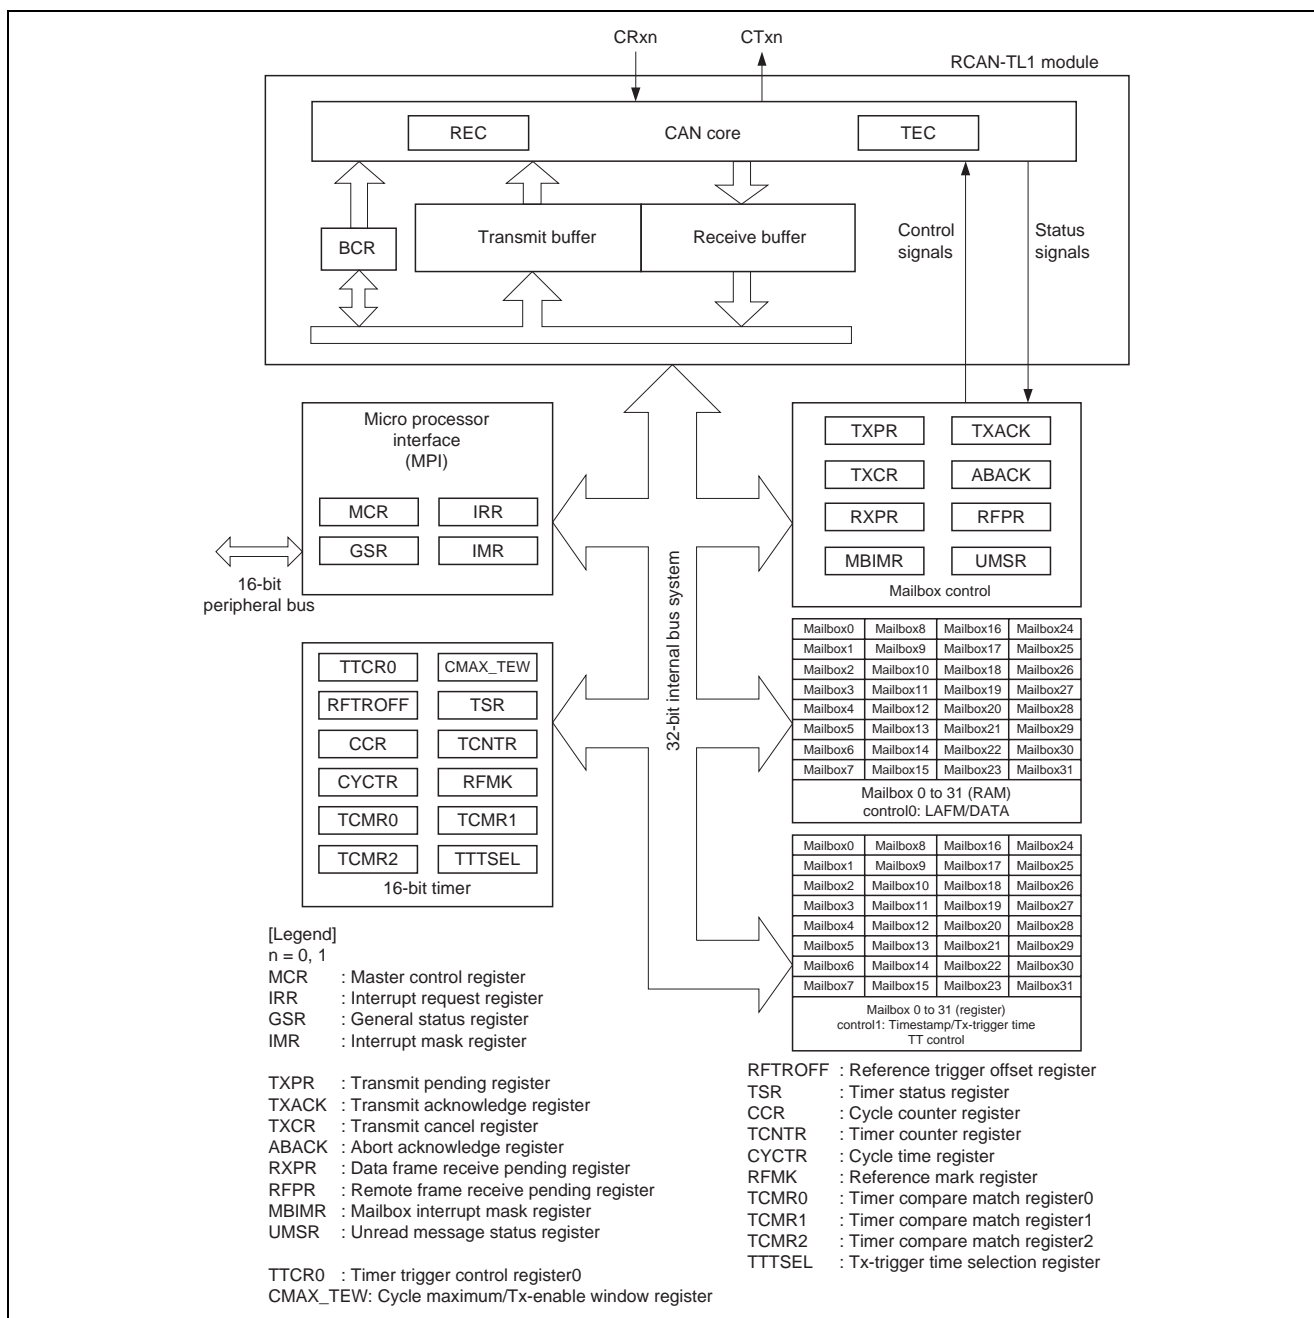 CRxn CTxn
RCAN-TL1 module
REC CAN core TEC
BCR
Transmit buffer Receive buffer
Control signals
Status signals
Micro processor
interface
(MPI)
MCR IRR
GSR IMR
16-bit
peripheral bus
32-bit internal bus system
TXPR TXACK
TXCR ABACK
RXPR RFPR
MBIMR UMSR
Mailbox control
TTCR0 CMAX_TEW
RFTROFF TSR
CCR TCNTR
CYCTR RFMK
TCMR0 TCMR1
TCMR2 TTTSEL
16-bit timer
Mailbox0 Mailbox8 Mailbox16 Mailbox24
Mailbox1 Mailbox9 Mailbox17 Mailbox25
Mailbox2 Mailbox10 Mailbox18 Mailbox26
Mailbox3 Mailbox11 Mailbox19 Mailbox27
Mailbox4 Mailbox12 Mailbox20 Mailbox28
Mailbox5 Mailbox13 Mailbox21 Mailbox29
Mailbox6 Mailbox14 Mailbox22 Mailbox30
Mailbox7 Mailbox15 Mailbox23 Mailbox31
Mailbox 0 to 31 (RAM)
control0: LAFM/DATA
Mailbox0 Mailbox8 Mailbox16 Mailbox24
Mailbox1 Mailbox9 Mailbox17 Mailbox25
Mailbox2 Mailbox10 Mailbox18 Mailbox26
Mailbox3 Mailbox11 Mailbox19 Mailbox27
Mailbox4 Mailbox12 Mailbox20 Mailbox28
Mailbox5 Mailbox13 Mailbox21 Mailbox29
Mailbox6 Mailbox14 Mailbox22 Mailbox30
Mailbox7 Mailbox15 Mailbox23 Mailbox31
Mailbox 0 to 31 (register)
control1: Timestamp/Tx-trigger time
TT control
[Legend]
n = 0, 1
MCR : Master control register
IRR : Interrupt request register
GSR : General status register
IMR : Interrupt mask register
TXPR : Transmit pending register
TXACK : Transmit acknowledge register
TXCR : Transmit cancel register
ABACK : Abort acknowledge register
RXPR : Data frame receive pending register
RFPR : Remote frame receive pending register
MBIMR : Mailbox interrupt mask register
UMSR : Unread message status register
TTCR0 : Timer trigger control register0
CMAX_TEW: Cycle maximum/Tx-enable window register
RFTROFF : Reference trigger offset register
TSR : Timer status register
CCR : Cycle counter register
TCNTR : Timer counter register
CYCTR : Cycle time register
RFMK : Reference mark register
TCMR0 : Timer compare match register0
TCMR1 : Timer compare match register1
TCMR2 : Timer compare match register2
TTTSEL : Tx-trigger time selection register